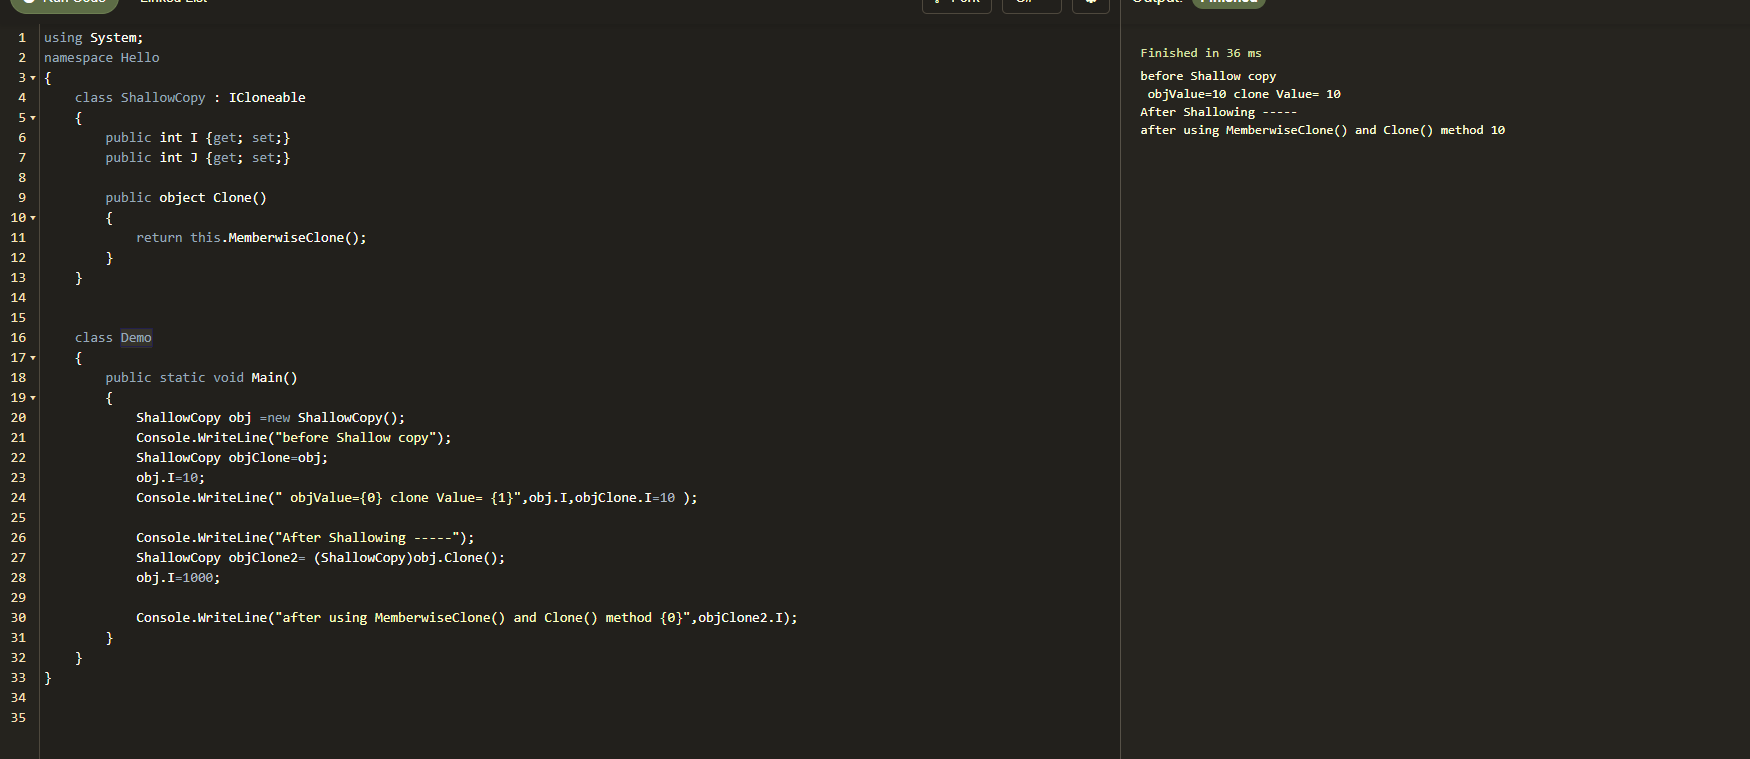 using System;
namespace Hello
{
class ShallowCopy : ICloneable
{
public int I {get; set;}
public int J {get; set;}
public object Clone()
{
return this.MemberwiseClone();
}
}
class Demo
{
public static void Main()
{
ShallowCopy obj =new ShallowCopy();
Console.WriteLine("before Shallow copy");
ShallowCopy objClone=obj;
obj.I=10;
Console.WriteLine(" objValue={0} clone Value= {1}",obj.I,objClone.I=10 );
Console.WriteLine("After Shallowing -----");
ShallowCopy objClone2= (ShallowCopy)obj.Clone();
obj.I=1000;
Console.WriteLine("after using MemberwiseClone() and Clone() method {0}",objClone2.I);
}
}
}
1
2
3
4
5
6
7
8
9
10
11
12
13
14
15
16
17
18
19
20
21
22
23
24
25
26
27
28
29
30
31
32
33
34
35
Finished in 36 ms
before Shallow copy
objValue=10 clone Value= 10
After Shallowing -----
after using MemberwiseClone() and Clone() method 10